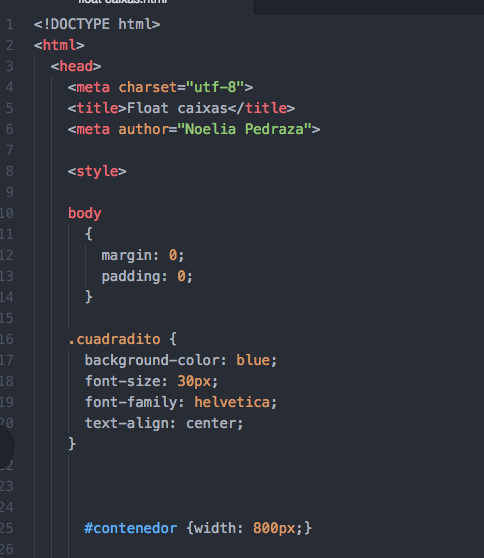 float caixas.html
1 <!DOCTYPE html>
2 <html>
3 <head>
4 <meta charset="utf-8">
5 <title>Float caixas</title>
6 <meta author="Noelia Pedraza">
7
8 <style>
9
10 body
11 {
12 margin: 0;
13 padding: 0;
14 }
15
16 .cuadradito {
17 background-color: blue;
18 font-size: 30px;
19 font-family: helvetica;
20 text-align: center;
}
22
23
24
25 #contenedor {width: 800px;}
26